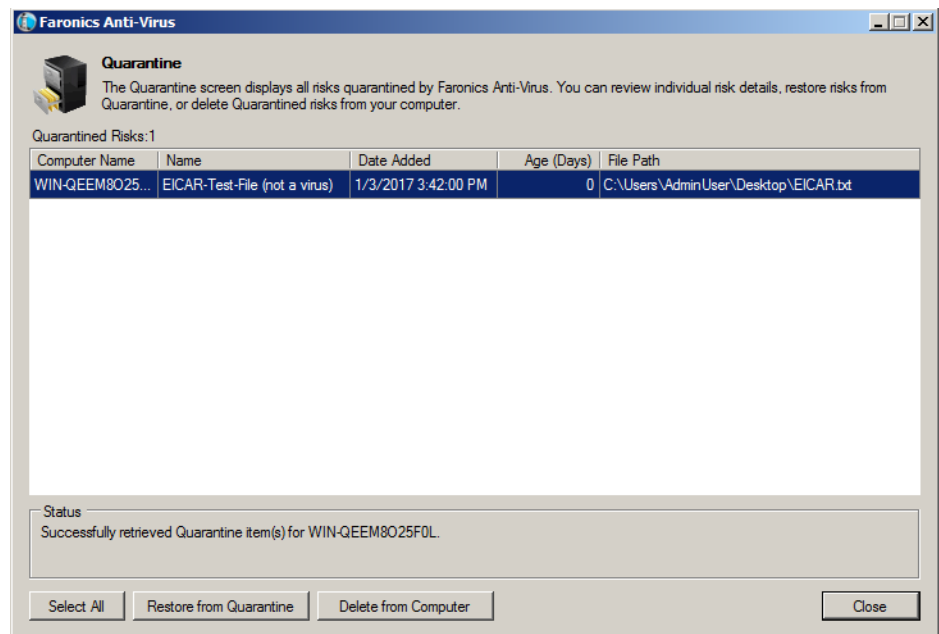 Faronics Anti-Virus
Quarantine
The Quarantine screen displays all risks quarantined by Faronics Anti-Virus. You can review individual risk details, restore risks from
Quarantine, or delete Quarantined risks from your computer.
Quarantined Risks:1
Computer Name Name Date Added Age (Days) File Path
WIN-QEEM8O25... EICAR-Test-File (not a virus) 1/3/2017 3:42:00 PM 0 C:\Users\AdminUser\Desktop\EICAR.txt
Status
Successfully retrieved Quarantine item(s) for WIN-QEEM8O25F0L.
Select All Restore from Quarantine Delete from Computer Close